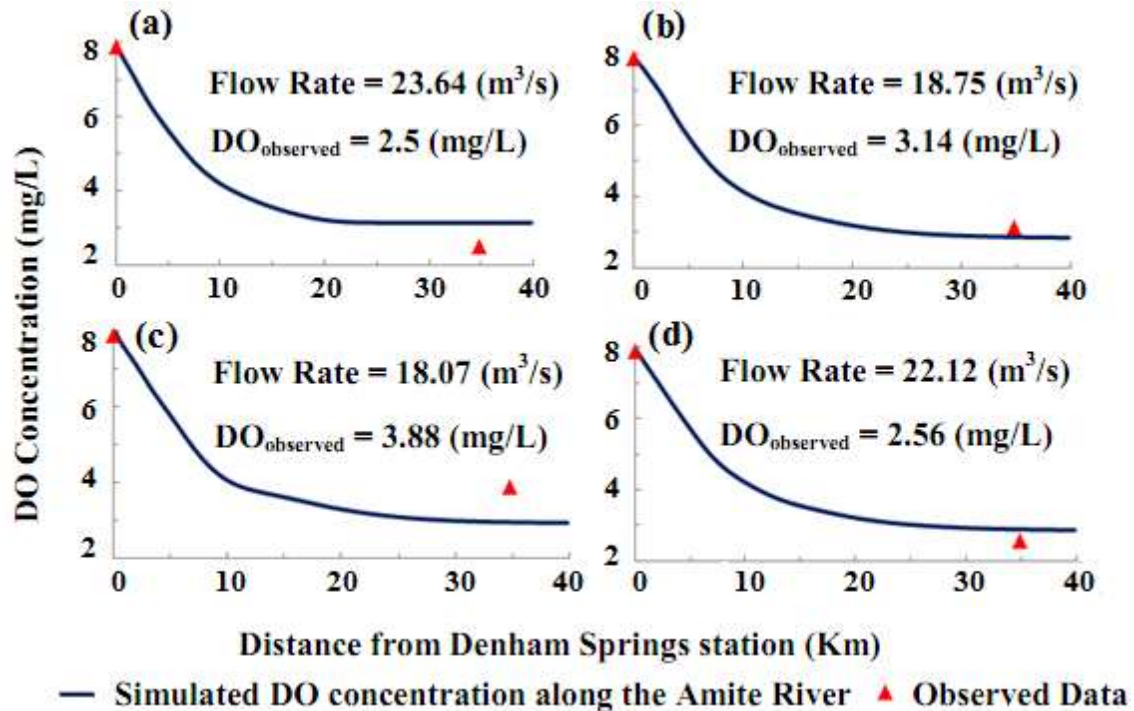 (a)
Flow Rate = 23.64 (m³/s)
DOobserved = 2.5 (mg/L)
8
6
4
2
0 10 20 30 40
(b)
Flow Rate = 18.75 (m³/s)
DOobserved = 3.14 (mg/L)
8
6
4
2
0 10 20 30 40
(c)
Flow Rate = 18.07 (m³/s)
DOobserved = 3.88 (mg/L)
8
6
4
2
0 10 20 30 40
(d)
Flow Rate = 22.12 (m³/s)
DOobserved = 2.56 (mg/L)
8
6
4
2
0 10 20 30 40
DO Concentration (mg/L)
Distance from Denham Springs station (Km)
Simulated DO concentration along the Amite River Observed Data